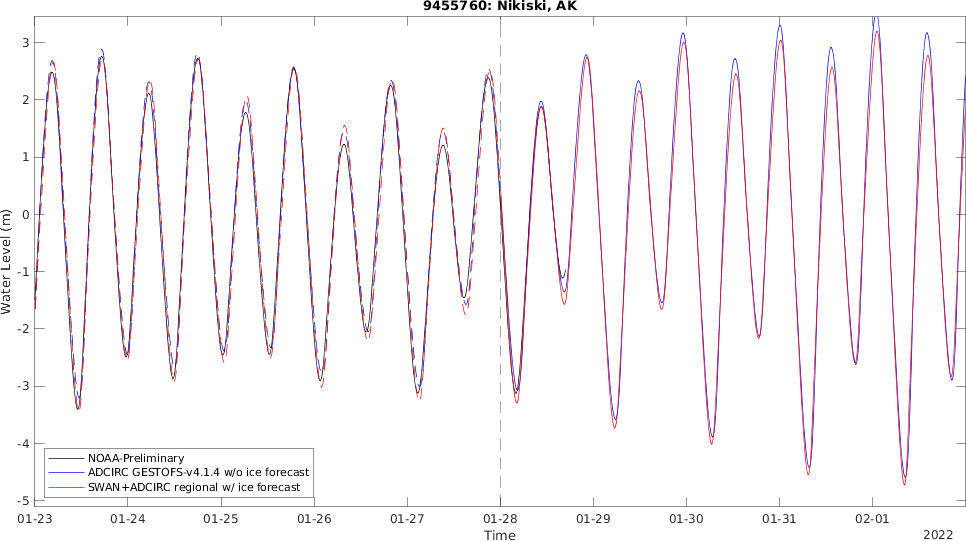 9455760: Nikiski, AK
Water Level (m)
3
2
1
0
-1
-2
-3
-4
-5
NOAA-Preliminary
ADCIRC GESTOFS-v4.1.4 w/o ice forecast
SWAN+ADCIRC regional w/ ice forecast
01-23 01-24 01-25 01-26 01-27 01-28 01-29 01-30 01-31 02-01
Time
2022